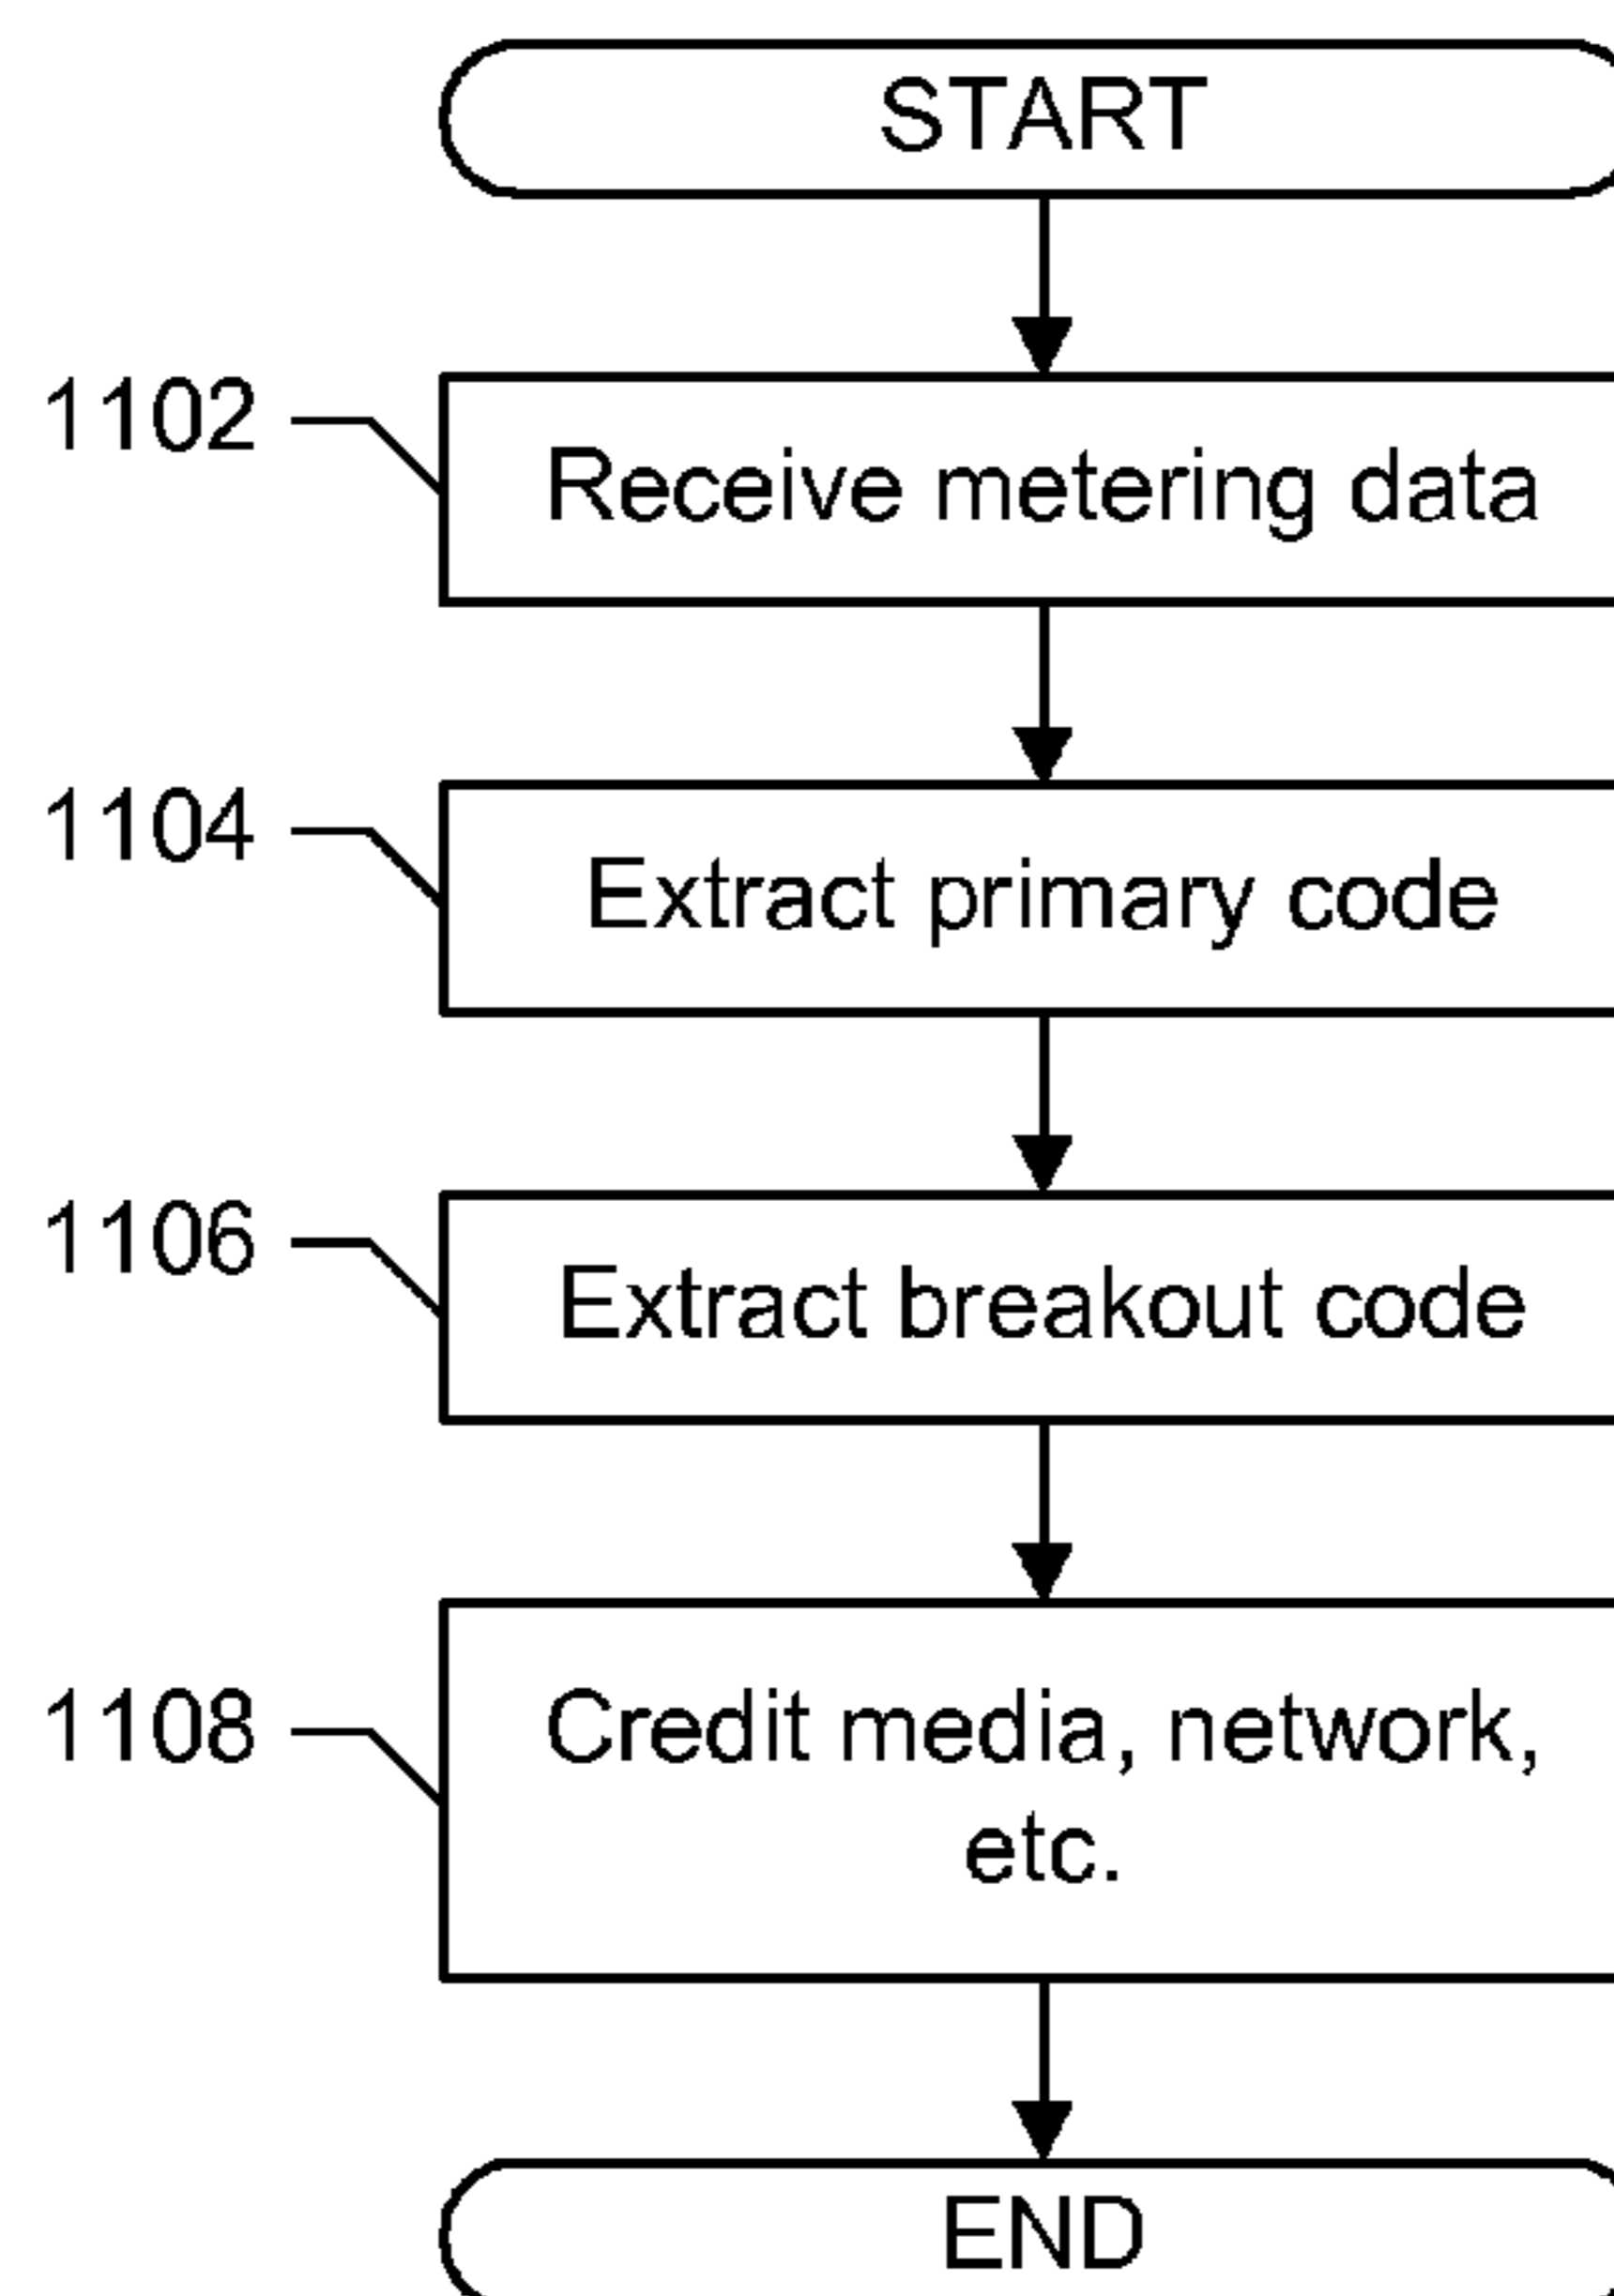 START
1102
Receive metering data
1104
Extract primary code
1106
Extract breakout code
1108
Credit media, network,
etc.
END